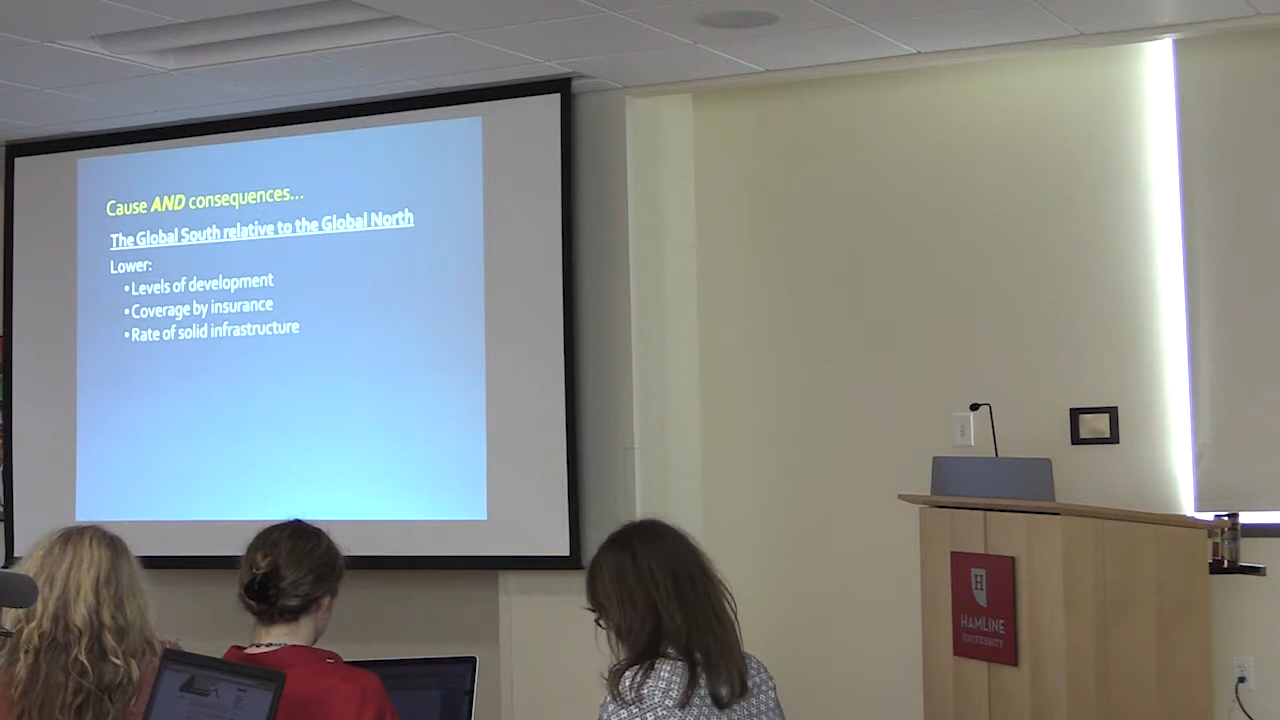 Cause AND consequences...
The Global South relative to the Global North
Lower:
• Levels of development
• Coverage by insurance
• Rate of solid infrastructure
H
HAMLINE
UNIVERSITY